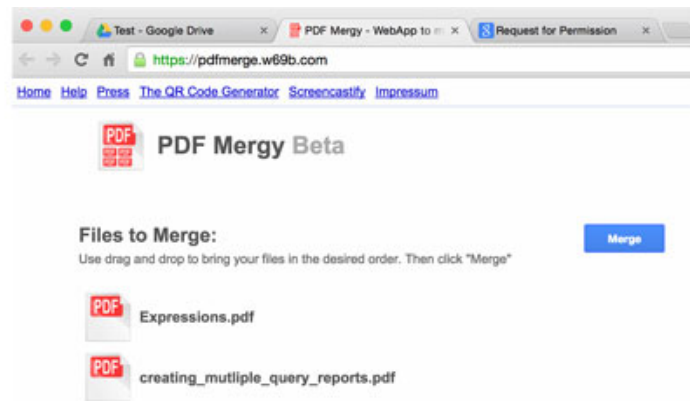 Test - Google Drive × PDF Mergy - WebApp to m × Request for Permission ×
https://pdfmerge.w69b.com
Home Help Press The QR Code Generator Screencastify Impressum
PDF PDF Mergy Beta
Files to Merge:
Merge
Use drag and drop to bring your files in the desired order. Then click "Merge"
PDF Expressions.pdf
PDF creating_mutliple_query_reports.pdf